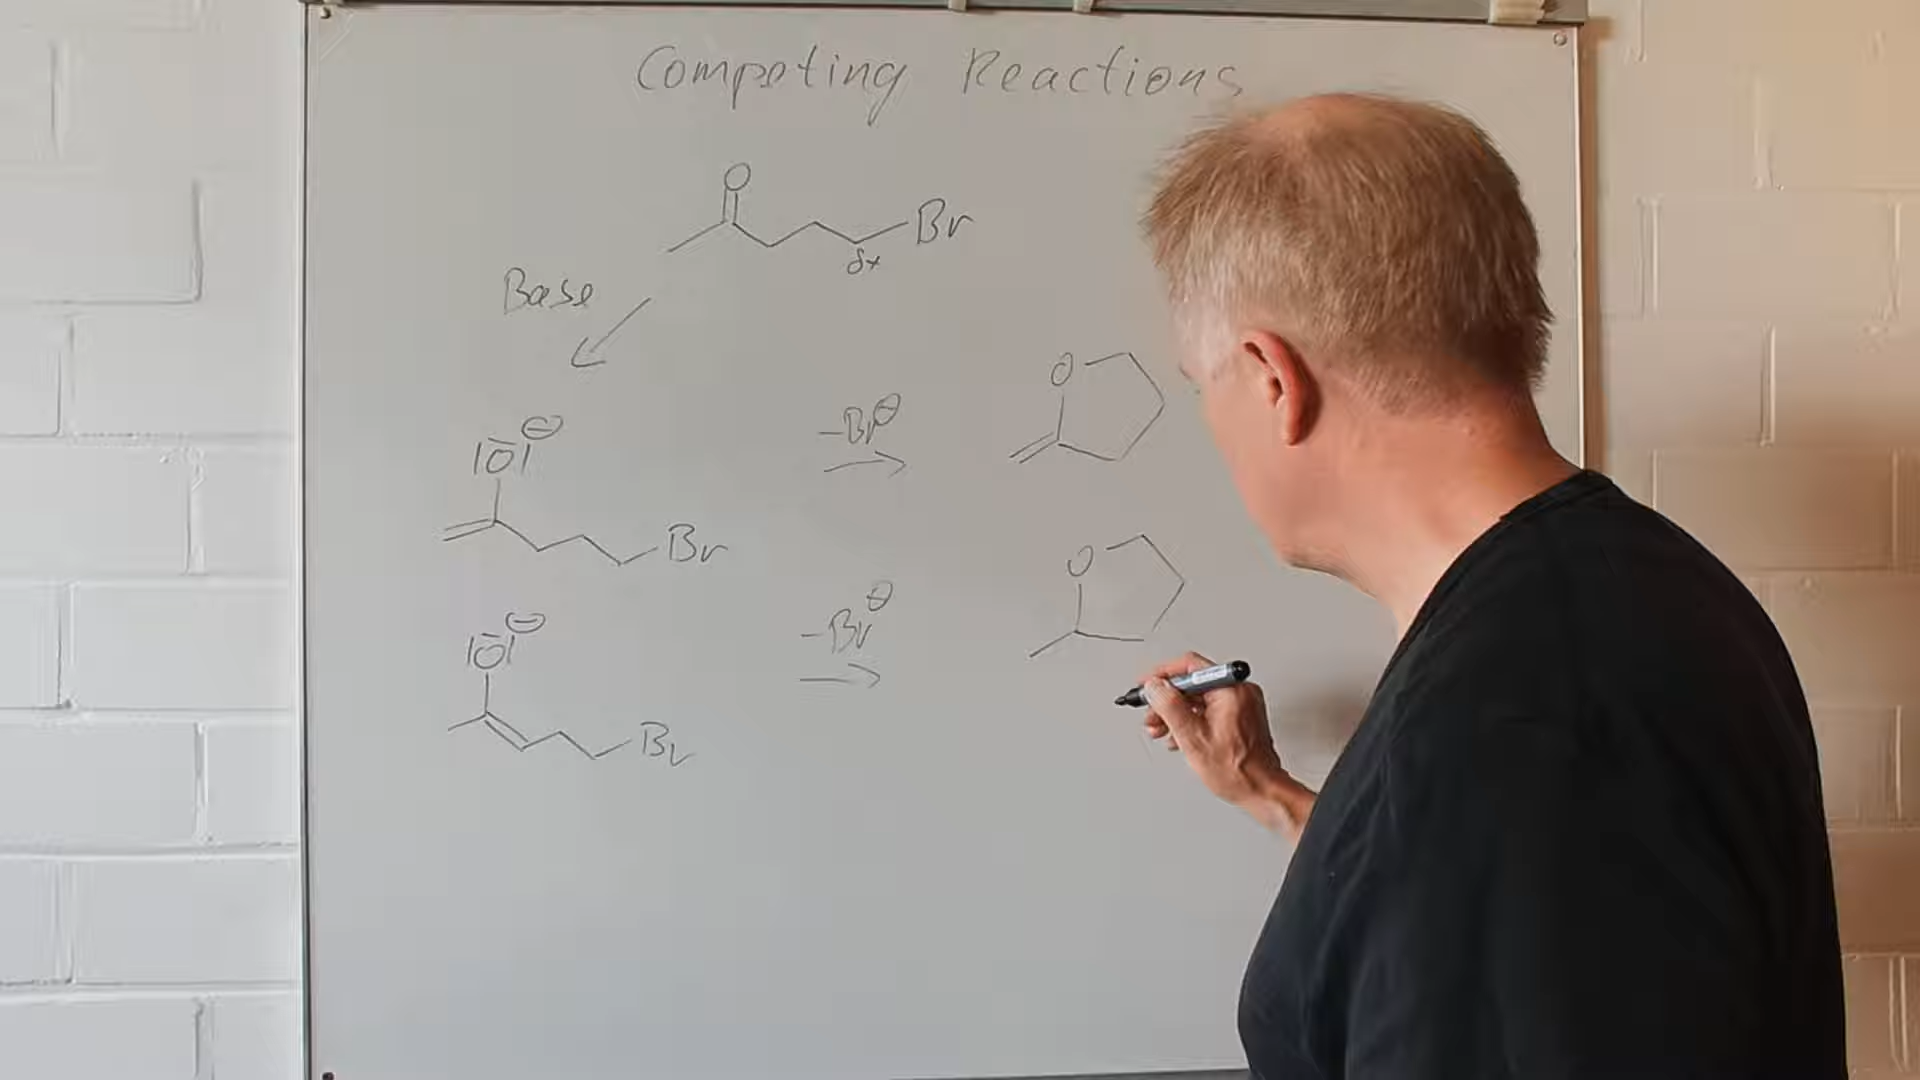 Competing Reactions
O
Br
δ+
Base
|O̅|⊖
-Br⊖
O
Br
O
|O̅|⊖
-Br⊖
Br